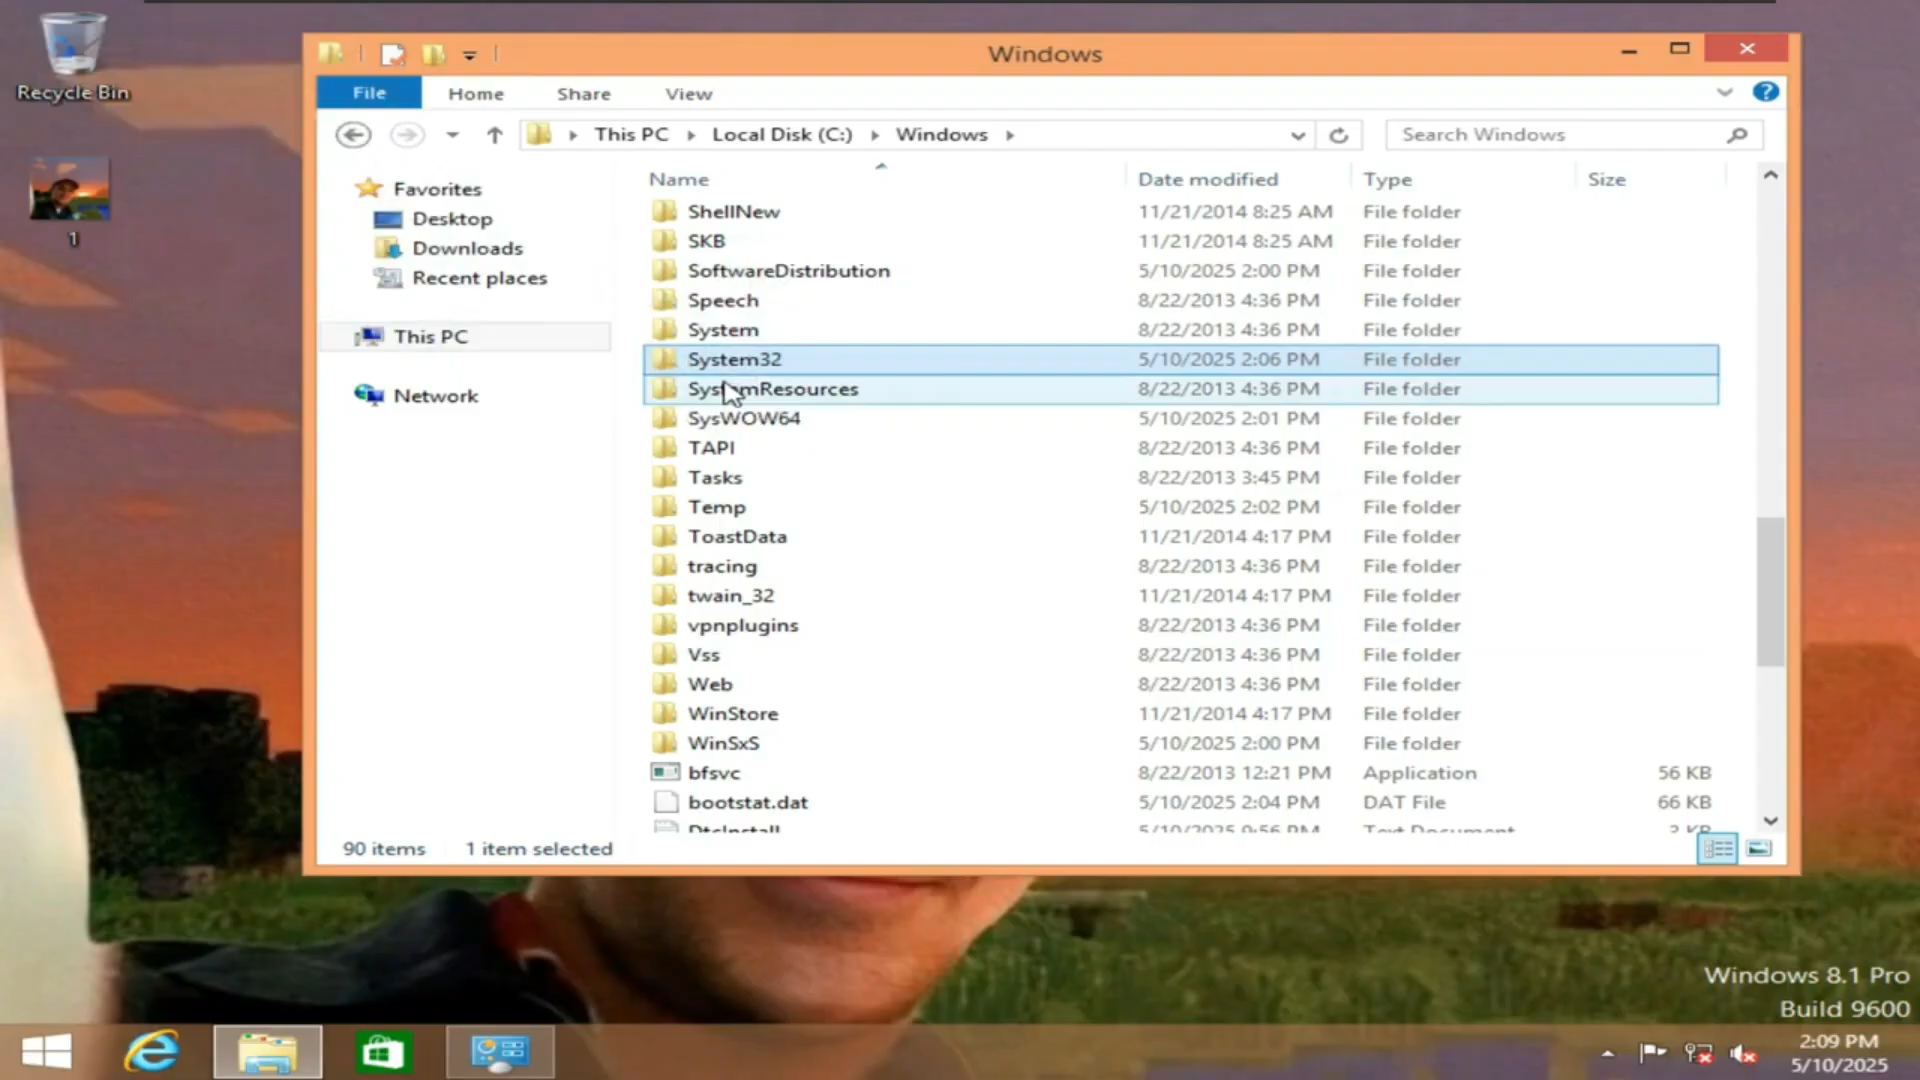 Recycle Bin
1
Windows
File Home Share View
This PC Local Disk (C:) Windows
Search Windows
Favorites
Desktop
Downloads
Recent places
This PC
Network
Name Date modified Type Size
ShellNew 11/21/2014 8:25 AM File folder
SKB 11/21/2014 8:25 AM File folder
SoftwareDistribution 5/10/2025 2:00 PM File folder
Speech 8/22/2013 4:36 PM File folder
System 8/22/2013 4:36 PM File folder
System32 5/10/2025 2:06 PM File folder
SystemResources 8/22/2013 4:36 PM File folder
SysWOW64 5/10/2025 2:01 PM File folder
TAPI 8/22/2013 4:36 PM File folder
Tasks 8/22/2013 3:45 PM File folder
Temp 5/10/2025 2:02 PM File folder
ToastData 11/21/2014 4:17 PM File folder
tracing 8/22/2013 4:36 PM File folder
twain_32 11/21/2014 4:17 PM File folder
vpnplugins 8/22/2013 4:36 PM File folder
Vss 8/22/2013 4:36 PM File folder
Web 8/22/2013 4:36 PM File folder
WinStore 11/21/2014 4:17 PM File folder
WinSxS 5/10/2025 2:00 PM File folder
bfsvc 8/22/2013 12:21 PM Application 56 KB
bootstat.dat 5/10/2025 2:04 PM DAT File 66 KB
DtcInstall 5/10/2025 9:56 PM Text Document
90 items 1 item selected
Windows 8.1 Pro
Build 9600
2:09 PM
5/10/2025